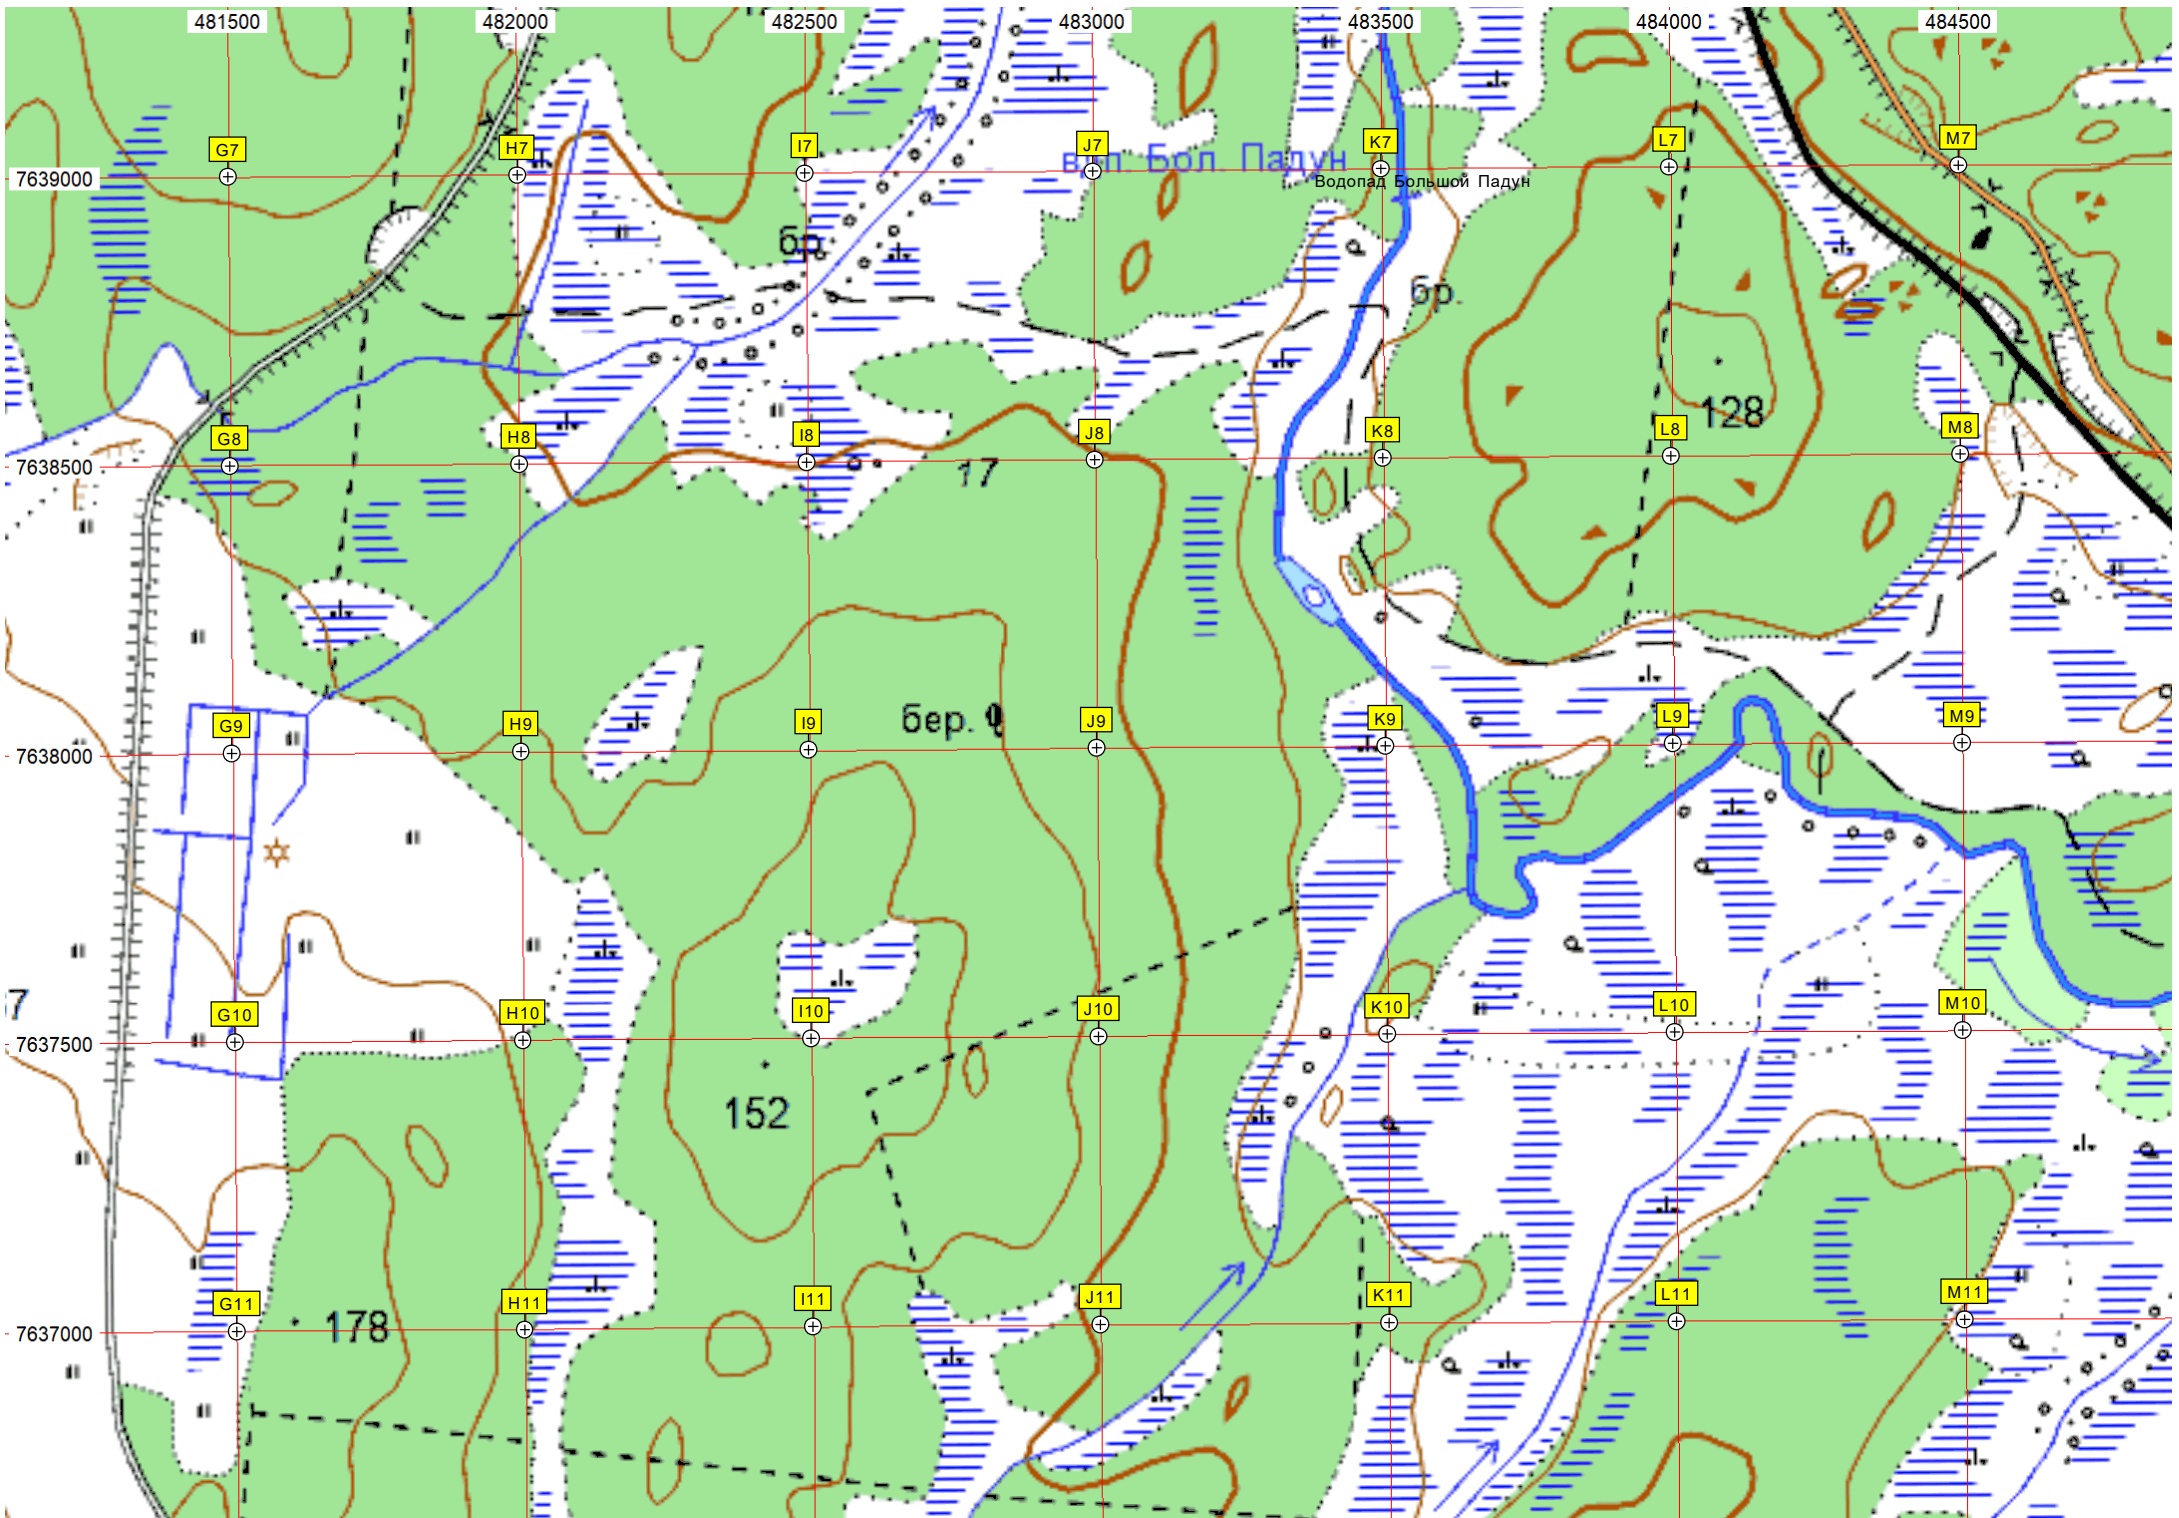 481500 482000 482500 483000 483500 484000 484500
G7 H7 I7 J7 K7 L7 M7
вдп. Бол. Падун
7639000
Водопад Большой Падун
бр.
бр.
128
G8 H8 I8 J8 K8 L8 M8
7638500
17
G9 H9 I9 J9 K9 L9 M9
бер.
7638000
7
G10 H10 I10 J10 K10 L10 M10
7637500
152
G11 H11 I11 J11 K11 L11 M11
7637000
178